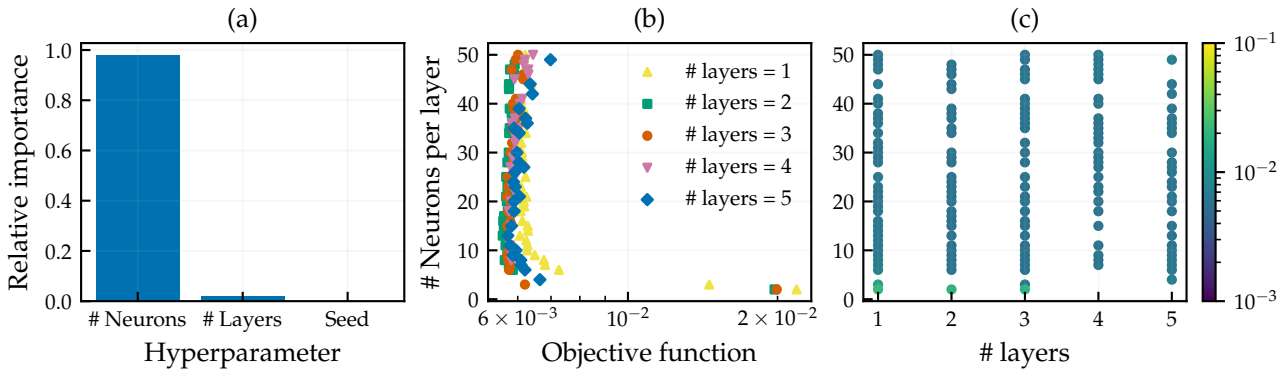 (a)
Relative importance
1.0
0.8
0.6
0.4
0.2
0.0
# Neurons
# Layers
Seed
Hyperparameter
(b)
# Neurons per layer
50
40
30
20
10
0
# layers = 1
# layers = 2
# layers = 3
# layers = 4
# layers = 5
6 × 10⁻³
10⁻²
2 × 10⁻²
Objective function
(c)
50
40
30
20
10
0
1
2
3
4
5
# layers
10⁻¹
10⁻²
10⁻³